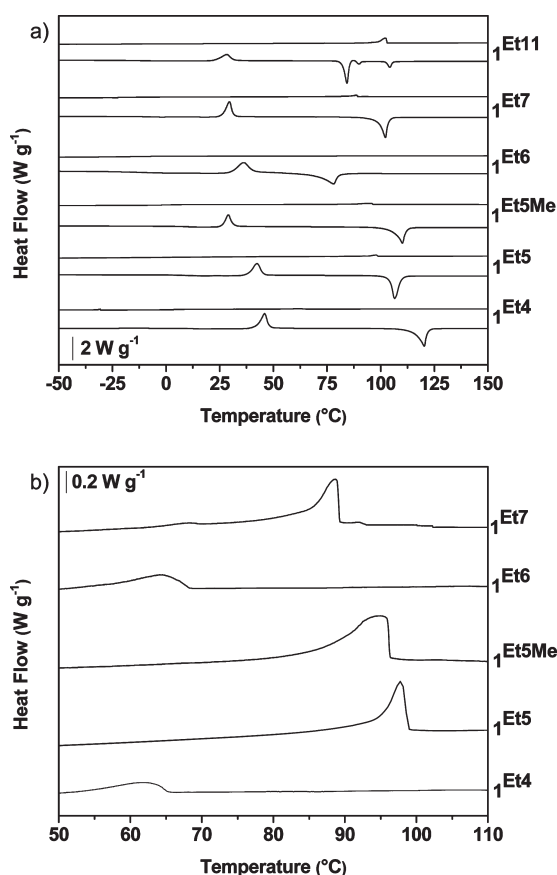 a)
1Et11
1Et7
1Et6
1Et5Me
1Et5
1Et4
2 W g-1
Heat Flow (W g-1)
-50 -25 0 25 50 75 100 125 150
Temperature (°C)
b)
0.2 W g-1
1Et7
1Et6
1Et5Me
1Et5
1Et4
Heat Flow (W g-1)
50 60 70 80 90 100 110
Temperature (°C)